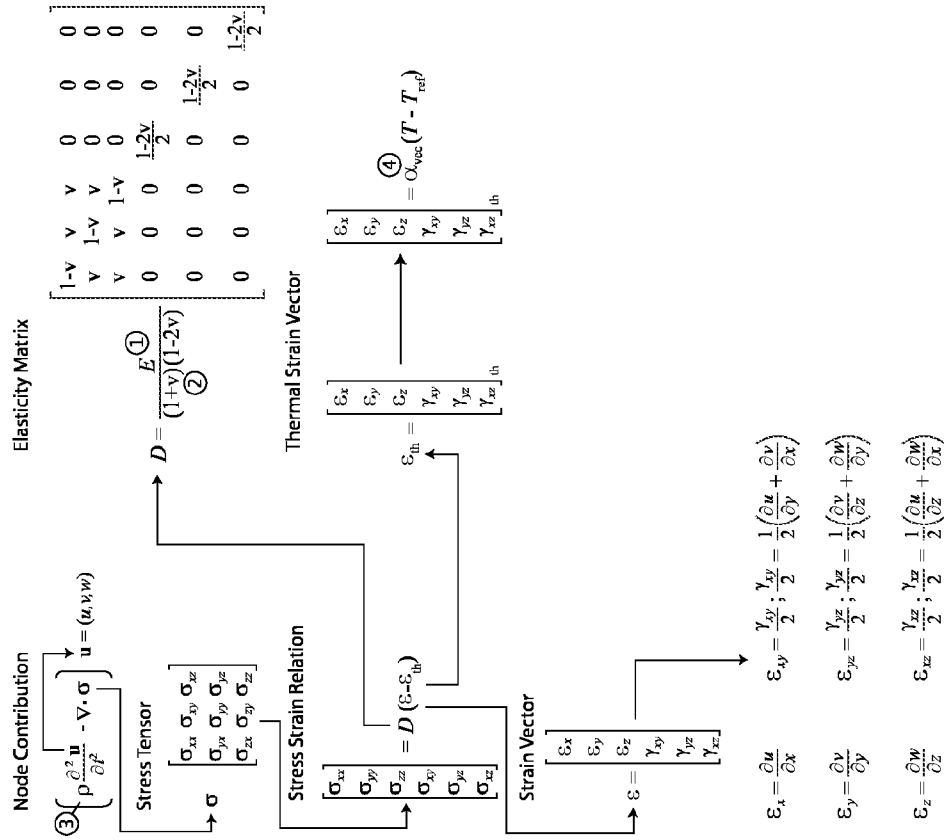 Node Contribution
③
(ρ ∂²u/∂t² - ∇·σ)
u = (u,v,w)
Stress Tensor
σ
σxx σxy σxz
σyx σyy σyz
σzx σzy σzz
Stress Strain Relation
σxx
σyy
σzz
σxy
σyz
σxz
= D (ε-εth)
Strain Vector
ε =
εx
εy
εz
γxy
γyz
γxz
εx = ∂u/∂x
εy = ∂v/∂y
εz = ∂w/∂z
εxy = γxy/2 ; γxy/2 = 1/2 (∂u/∂y + ∂v/∂x)
εyz = γyz/2 ; γyz/2 = 1/2 (∂v/∂z + ∂w/∂y)
εxz = γxz/2 ; γxz/2 = 1/2 (∂u/∂z + ∂w/∂x)
Elasticity Matrix
D = E ① / (1+v) (1-2v) ②
1-v v v 0 0 0
v 1-v v 0 0 0
v v 1-v 0 0 0
0 0 0 1-2v/2 0 0
0 0 0 0 1-2v/2 0
0 0 0 0 0 1-2v/2
Thermal Strain Vector
εth =
εx
εy
εz
γxy
γyz
γxz
th
εx
εy
εz
γxy
γyz
γxz
th
④
= αvec (T - Tref)